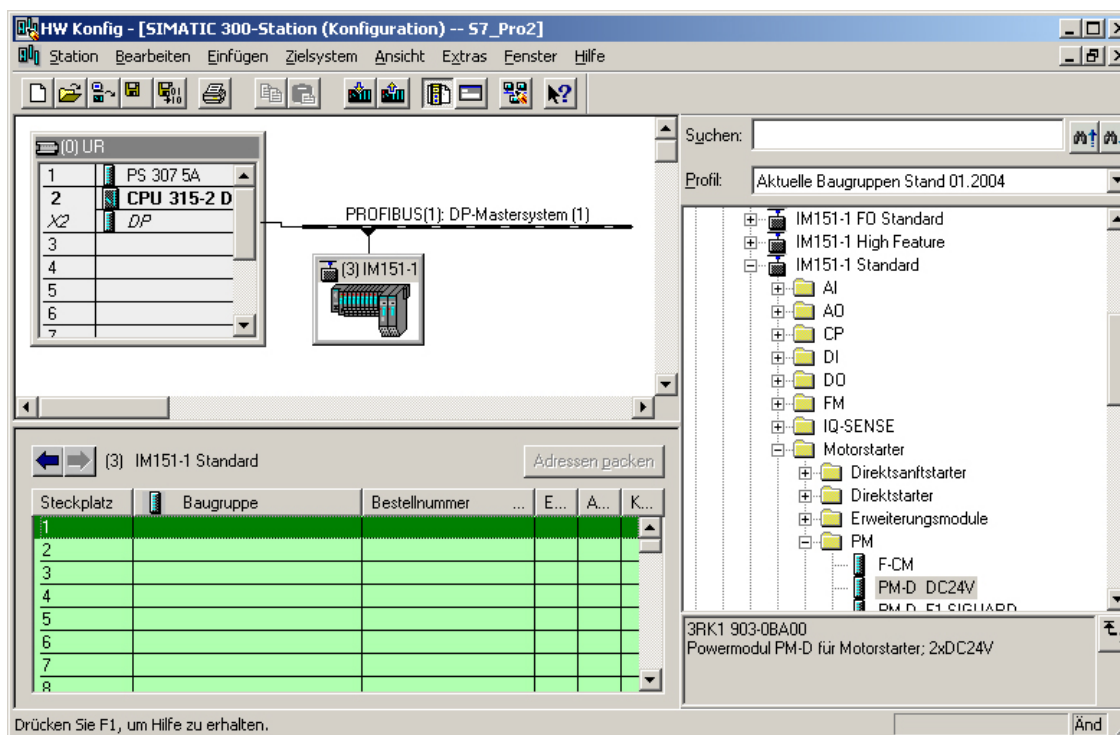 HW Konfig - [SIMATIC 300-Station (Konfiguration) -- S7_Pro2]
Station Bearbeiten Einfügen Zielsystem Ansicht Extras Fenster Hilfe
(0) UR
1 PS 307 5A
2 CPU 315-2 D
X2 DP
3
4
5
6
7
PROFIBUS(1): DP-Mastersystem (1)
(3) IM151-1
Suchen:
Profil: Aktuelle Baugruppen Stand 01.2004
IM151-1 FO Standard
IM151-1 High Feature
IM151-1 Standard
AI
AO
CP
DI
DO
FM
IQ-SENSE
Motorstarter
Direktsanftstarter
Direktstarter
Erweiterungsmodule
PM
F-CM
PM-D DC24V
PM-D F1 SIGUARD
(3) IM151-1 Standard
Adressen packen
Steckplatz Baugruppe Bestellnummer ... E... A... K...
1
2
3
4
5
6
7
8
3RK1 903-0BA00
Powermodul PM-D für Motorstarter; 2xDC24V
Drücken Sie F1, um Hilfe zu erhalten.
Änd